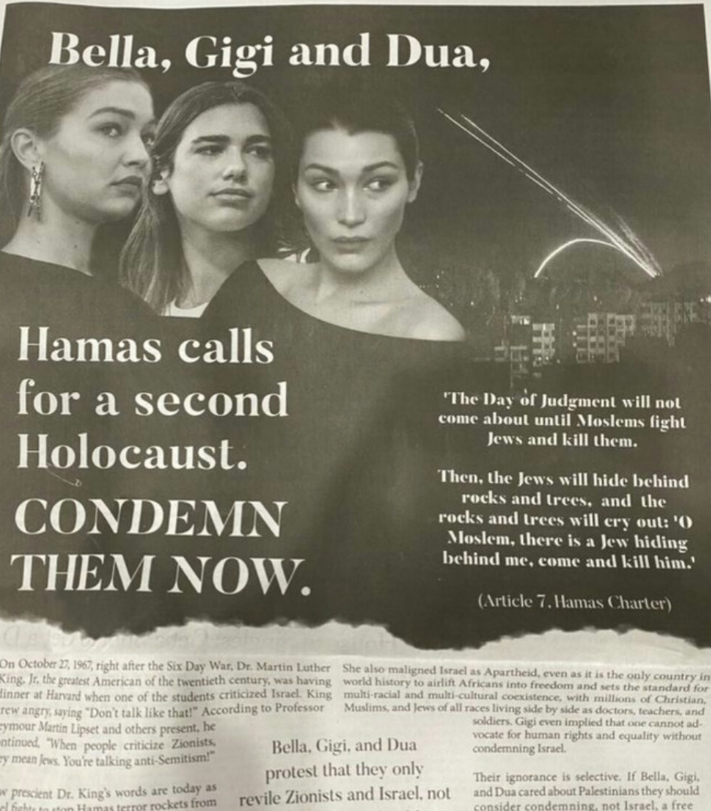 Bella, Gigi and Dua,
Hamas calls
for a second
Holocaust.
CONDEMN
THEM NOW.
'The Day of Judgment will not
come about until Moslems fight
Jews and kill them.
Then, the Jews will hide behind
rocks and trees, and the
rocks and trees will cry out: 'O
Moslem, there is a Jew hiding
behind me, come and kill him.'
(Article 7, Hamas Charter)
On October 27, 1967, right after the Six Day War, Dr. Martin Luther
King, Jr, the greatest American of the twentieth century, was having
dinner at Harvard when one of the students criticized Israel. King
rew angry, saying "Don't talk like that!" According to Professor
eymour Martin Lipset and others present, he
ntinued, "When people criticize Zionists,
ey mean Jews. You're talking anti-Semitism!"
w prescient Dr. King's words are today as
el fights to stop Hamas terror rockets from
Bella, Gigi, and Dua
protest that they only
revile Zionists and Israel, not
She also maligned Israel as Apartheid, even as it is the only country in
world history to airlift Africans into freedom and sets the standard for
multi-racial and multi-cultural coexistence, with millions of Christian,
Muslims, and Jews of all races living side by side as doctors, teachers, and
soldiers. Gigi even implied that one cannot ad-
vocate for human rights and equality without
condemning Israel.
Their ignorance is selective. If Bella, Gigi,
and Dua cared about Palestinians they should
consider condemning, not Israel, a free